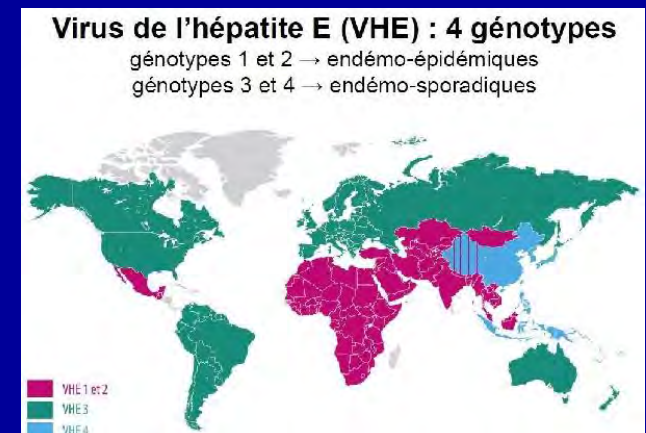 Virus de l'hépatite E (VHE) : 4 génotypes
génotypes 1 et 2 → endémo-épidémiques
génotypes 3 et 4 → endémo-sporadiques
VHE 1 et 2
VHE 3
VHE 4